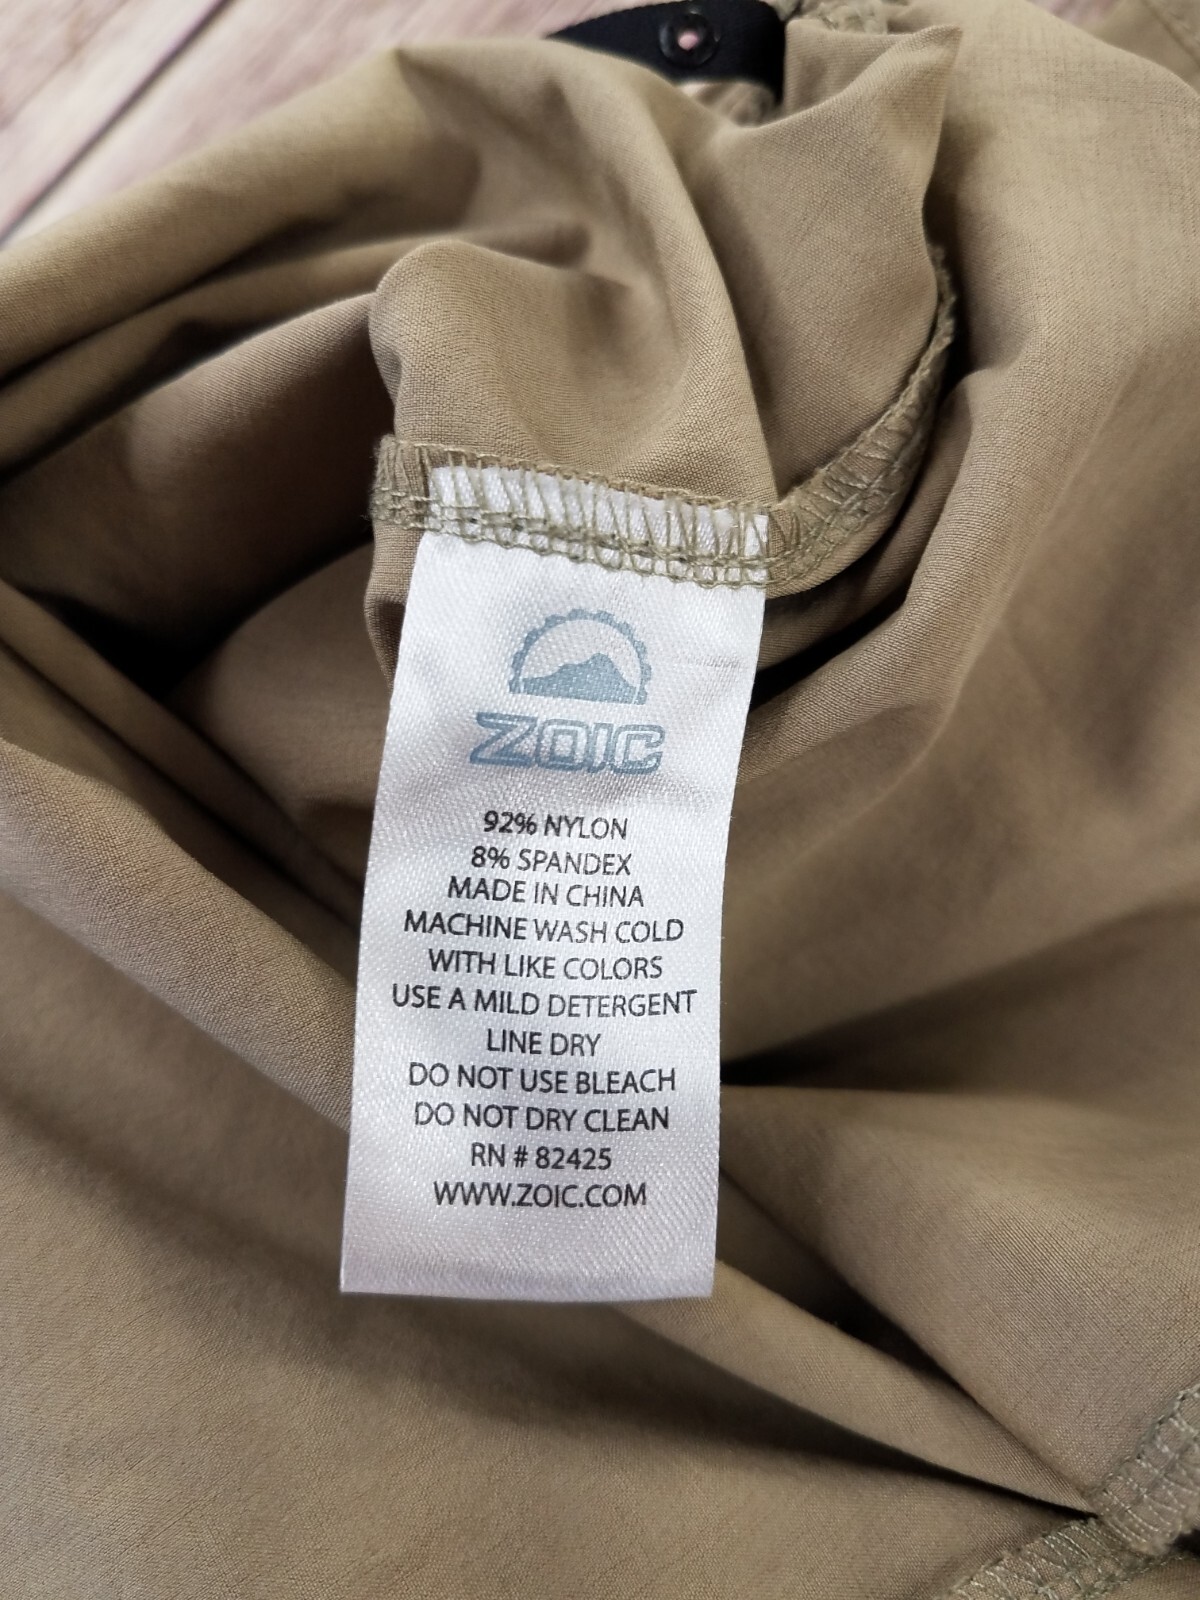 ZOIC
92% NYLON
8% SPANDEX
MADE IN CHINA
MACHINE WASH COLD
WITH LIKE COLORS
USE A MILD DETERGENT
LINE DRY
DO NOT USE BLEACH
DO NOT DRY CLEAN
RN # 82425
WWW.ZOIC.COM